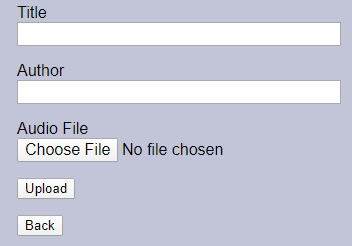 Title
Author
Audio File
Choose File No file chosen
Upload
Back